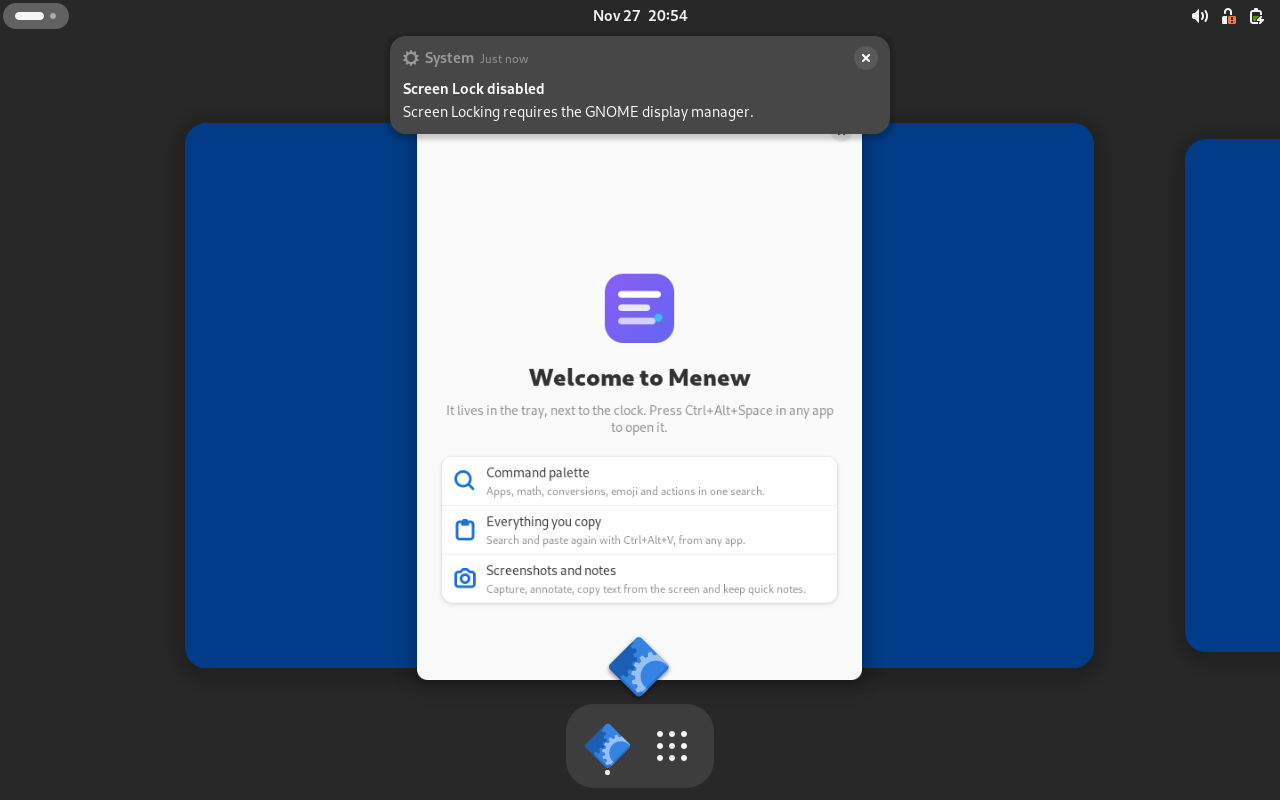 Nov 27 20:54
System Just now
Screen Lock disabled
Screen Locking requires the GNOME display manager.
Welcome to Menew
It lives in the tray, next to the clock. Press Ctrl+Alt+Space in any app
to open it.
Command palette
Apps, math, conversions, emoji and actions in one search.
Everything you copy
Search and paste again with Ctrl+Alt+V, from any app.
Screenshots and notes
Capture, annotate, copy text from the screen and keep quick notes.